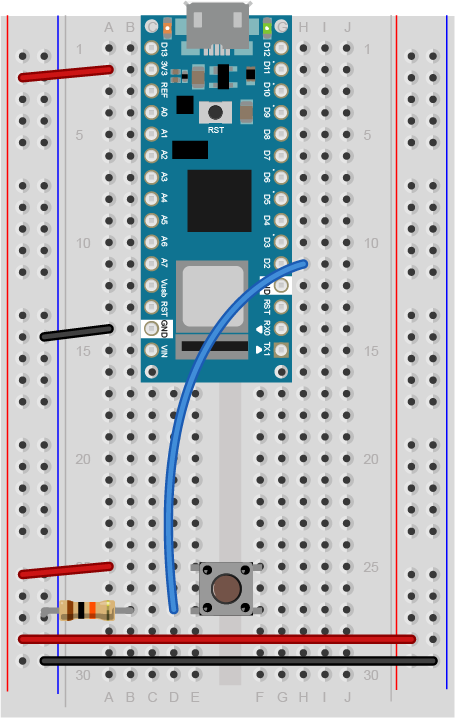 A B C G H I J
1 D13 D12 1
3V3 D11
REF D10
A0 D9
5 A1 RST D8 5
A2 D7
A3 D6
A4 D5
A5 D4
10 A6 D3 10
A7 D2
Vusb
RST RST
GND RX0
15 VIN TX1 15
20 20
25
30 30
A B C D E F G H I J